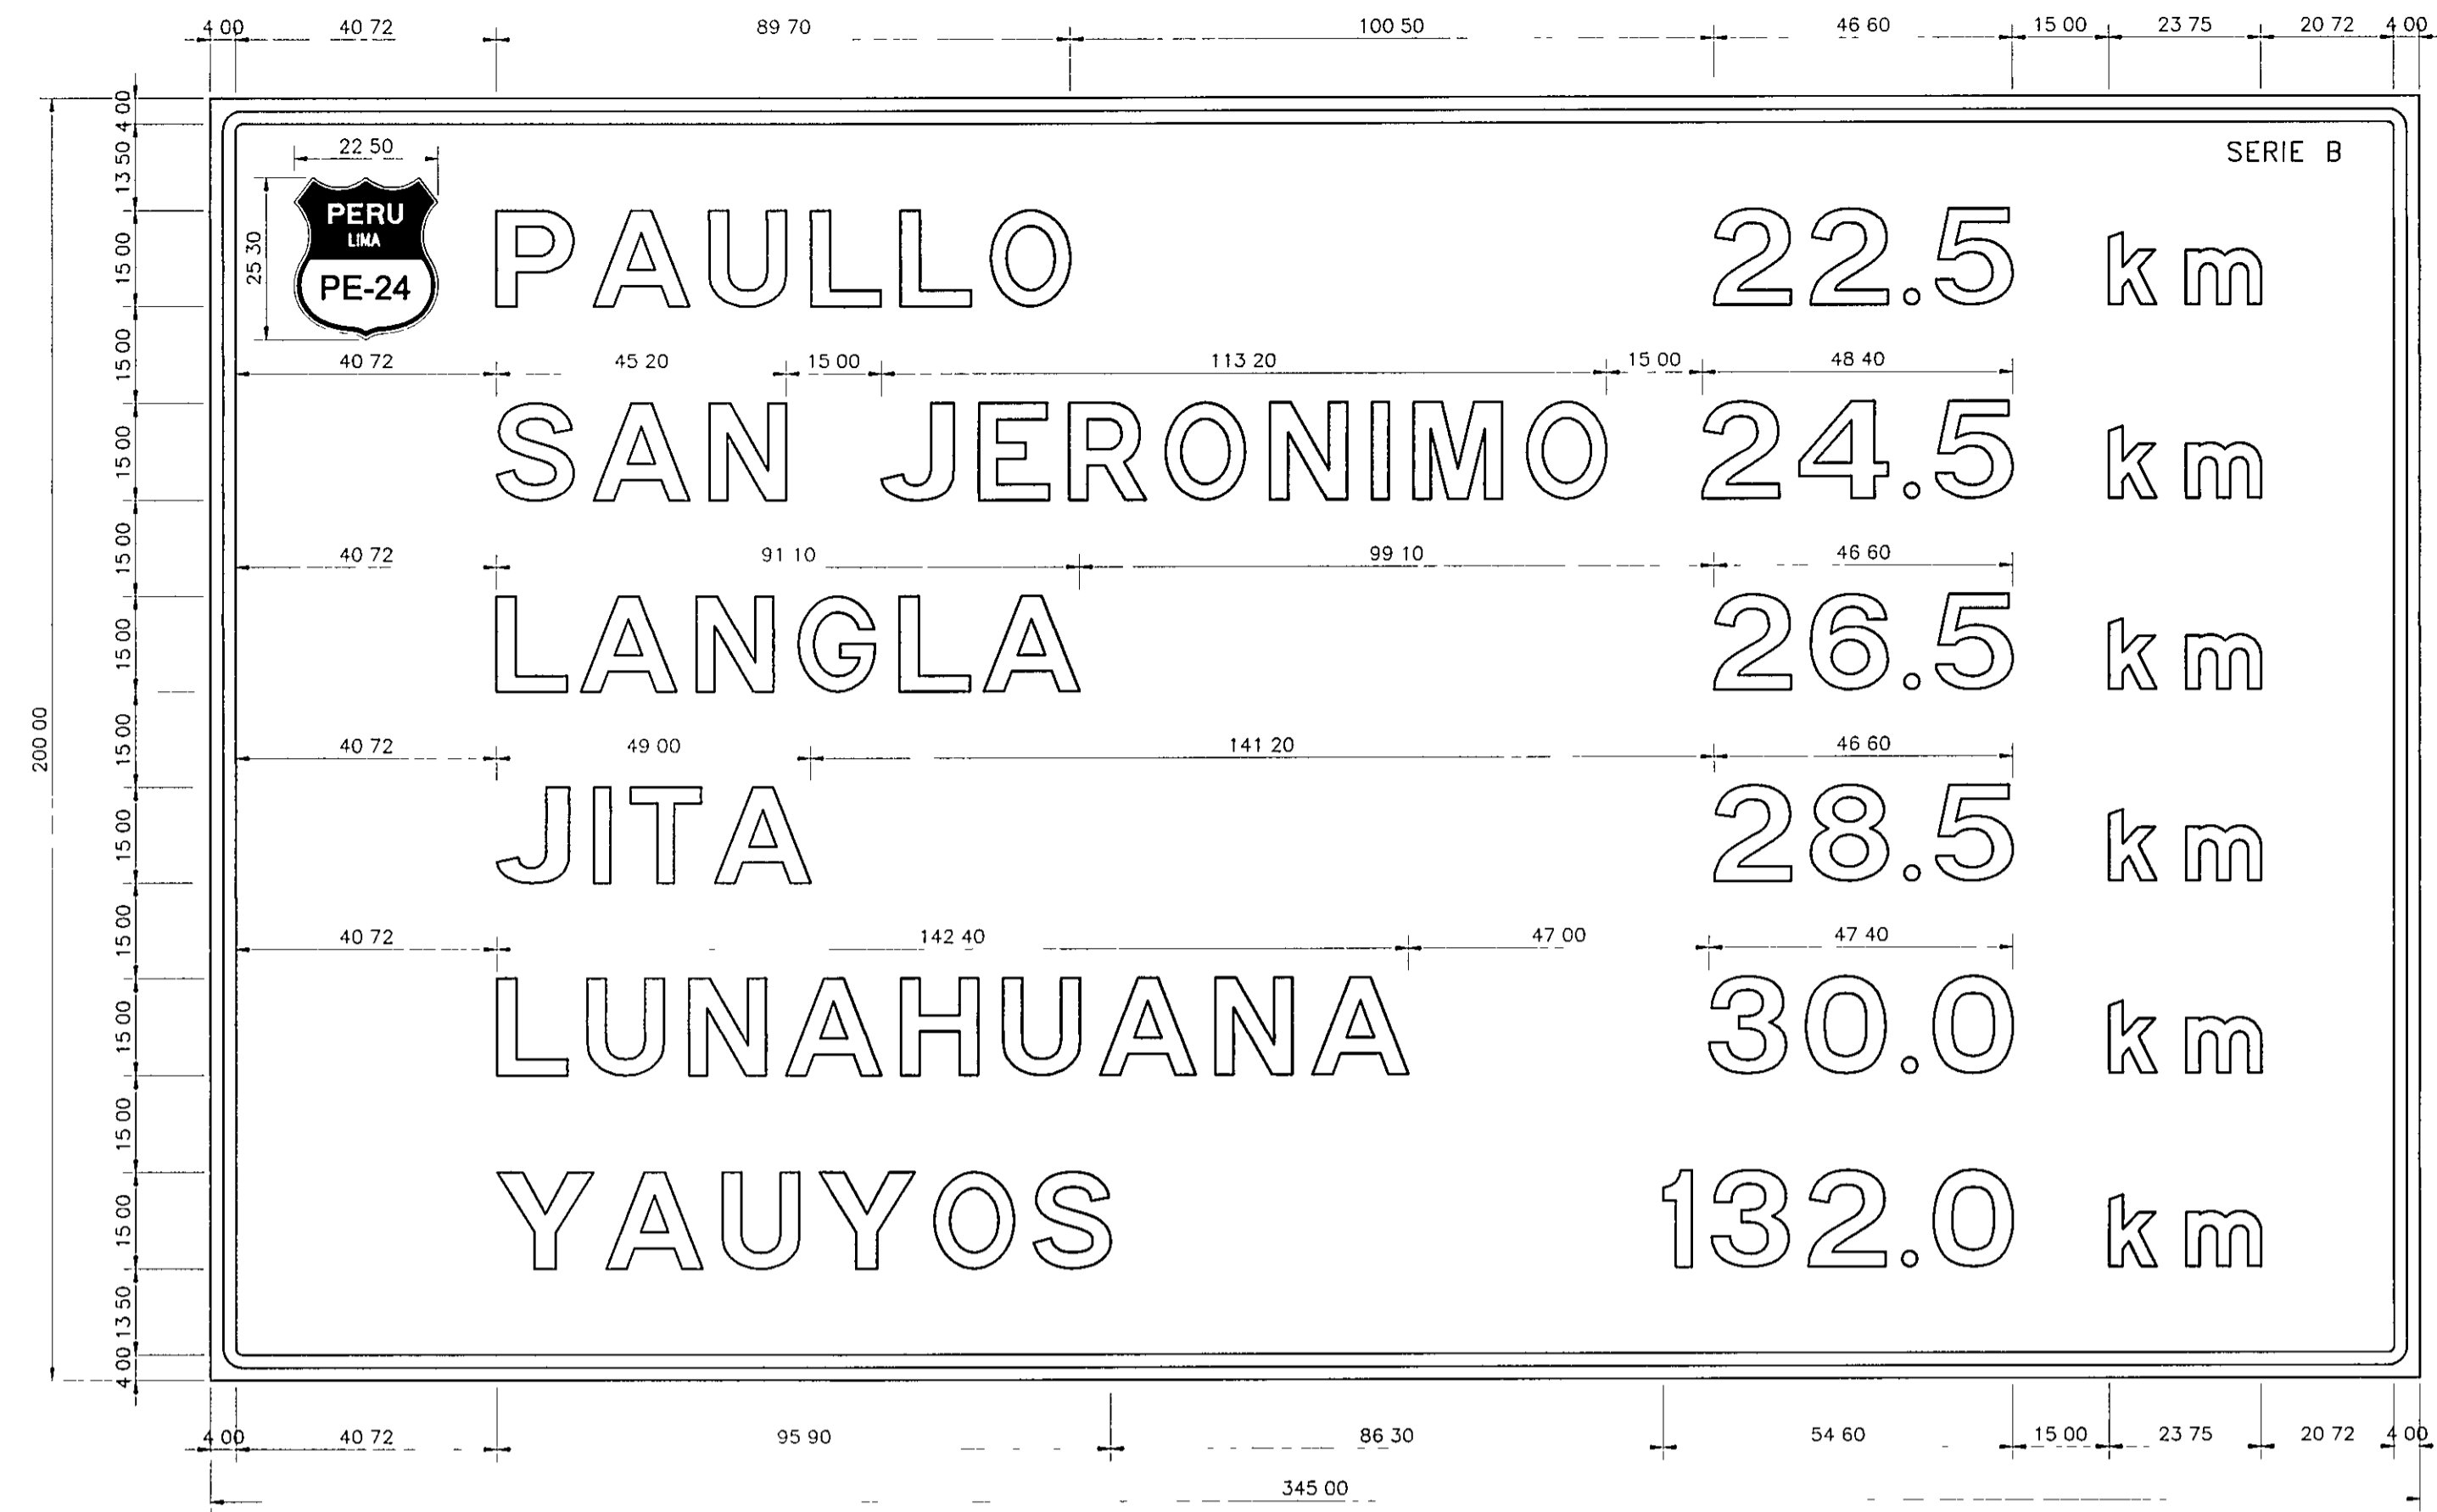 4 00 40 72 89 70 100 50 46 60 15 00 23 75 20 72 4 00
SERIE B
22 50
25 30
PERU
LIMA
PE-24
PAULLO 22.5 km
40 72 45 20 15 00 113 20 15 00 48 40
SAN JERONIMO 24.5 km
40 72 91 10 99 10 46 60
LANGLA 26.5 km
40 72 49 00 141 20 46 60
JITA 28.5 km
40 72 142 40 47 00 47 40
LUNAHUANA 30.0 km
YAUYOS 132.0 km
4 00 13 50 15 00 15 00 15 00 15 00 15 00 15 00 15 00 15 00 15 00 15 00 15 00 13 50 4 00
200 00
4 00 40 72 95 90 86 30 54 60 15 00 23 75 20 72 4 00
345 00